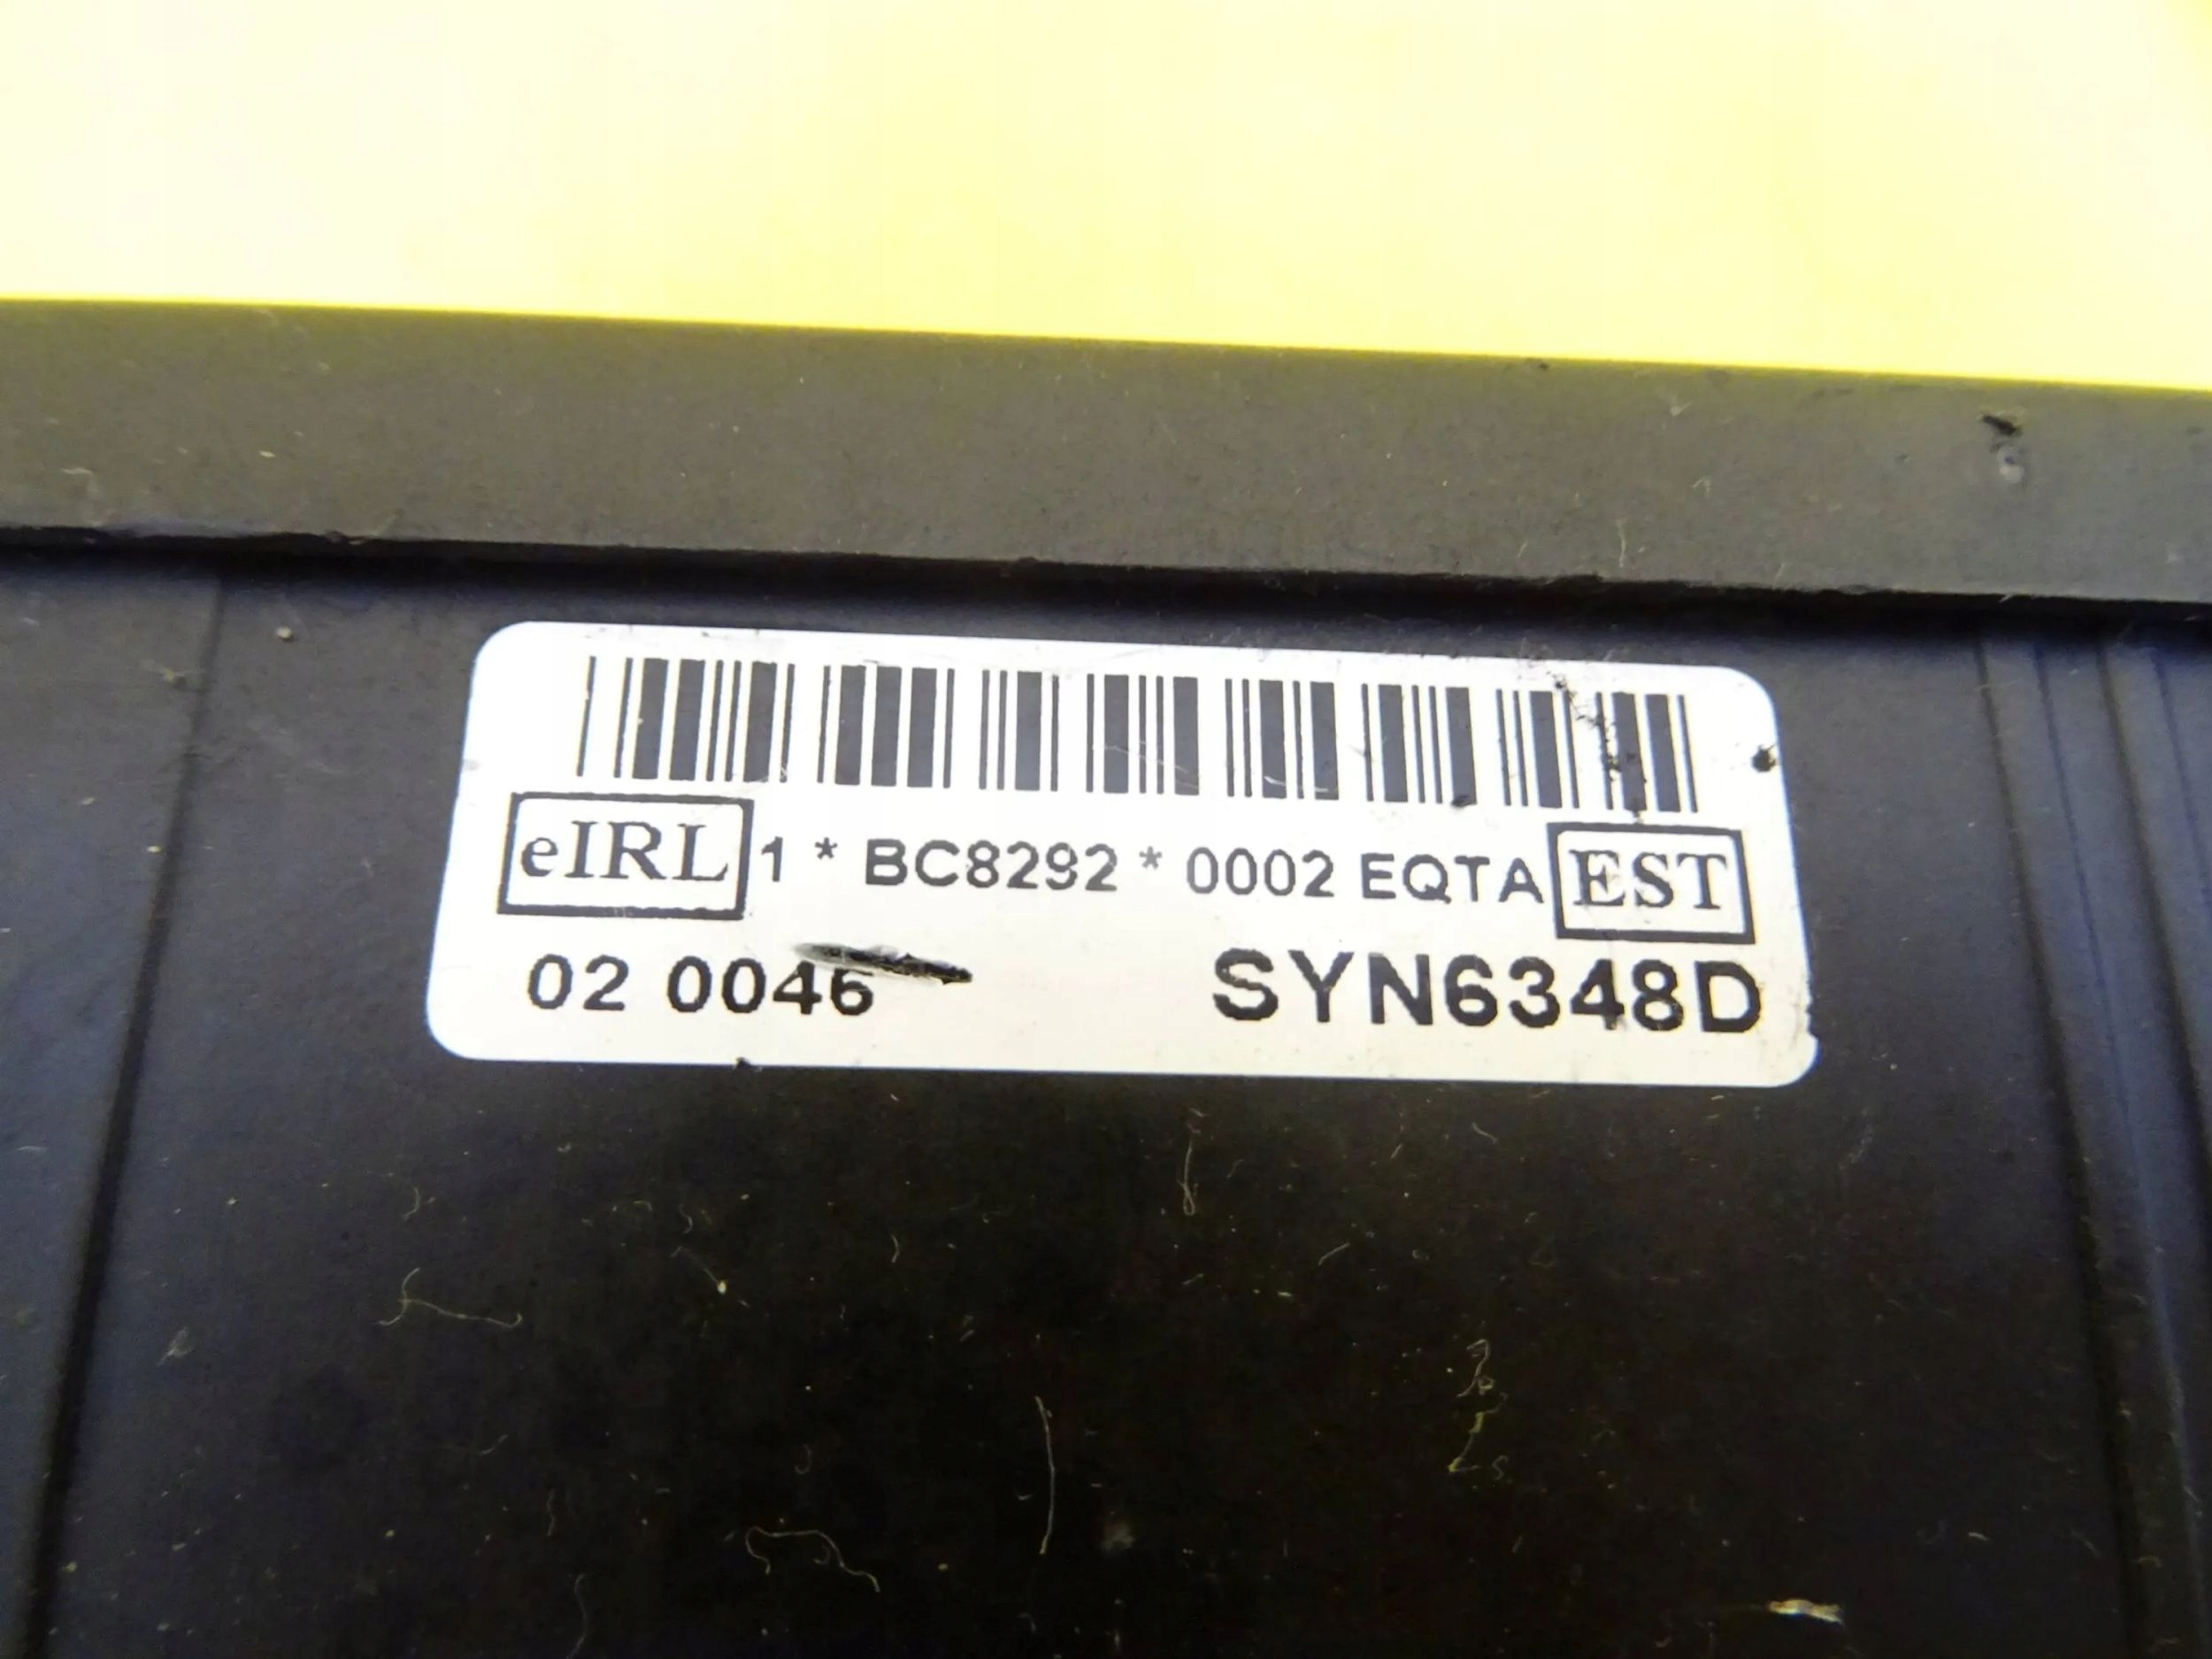 eIRL 1 * BC8292 * 0002 EQTA EST
02 0046 SYN6348D